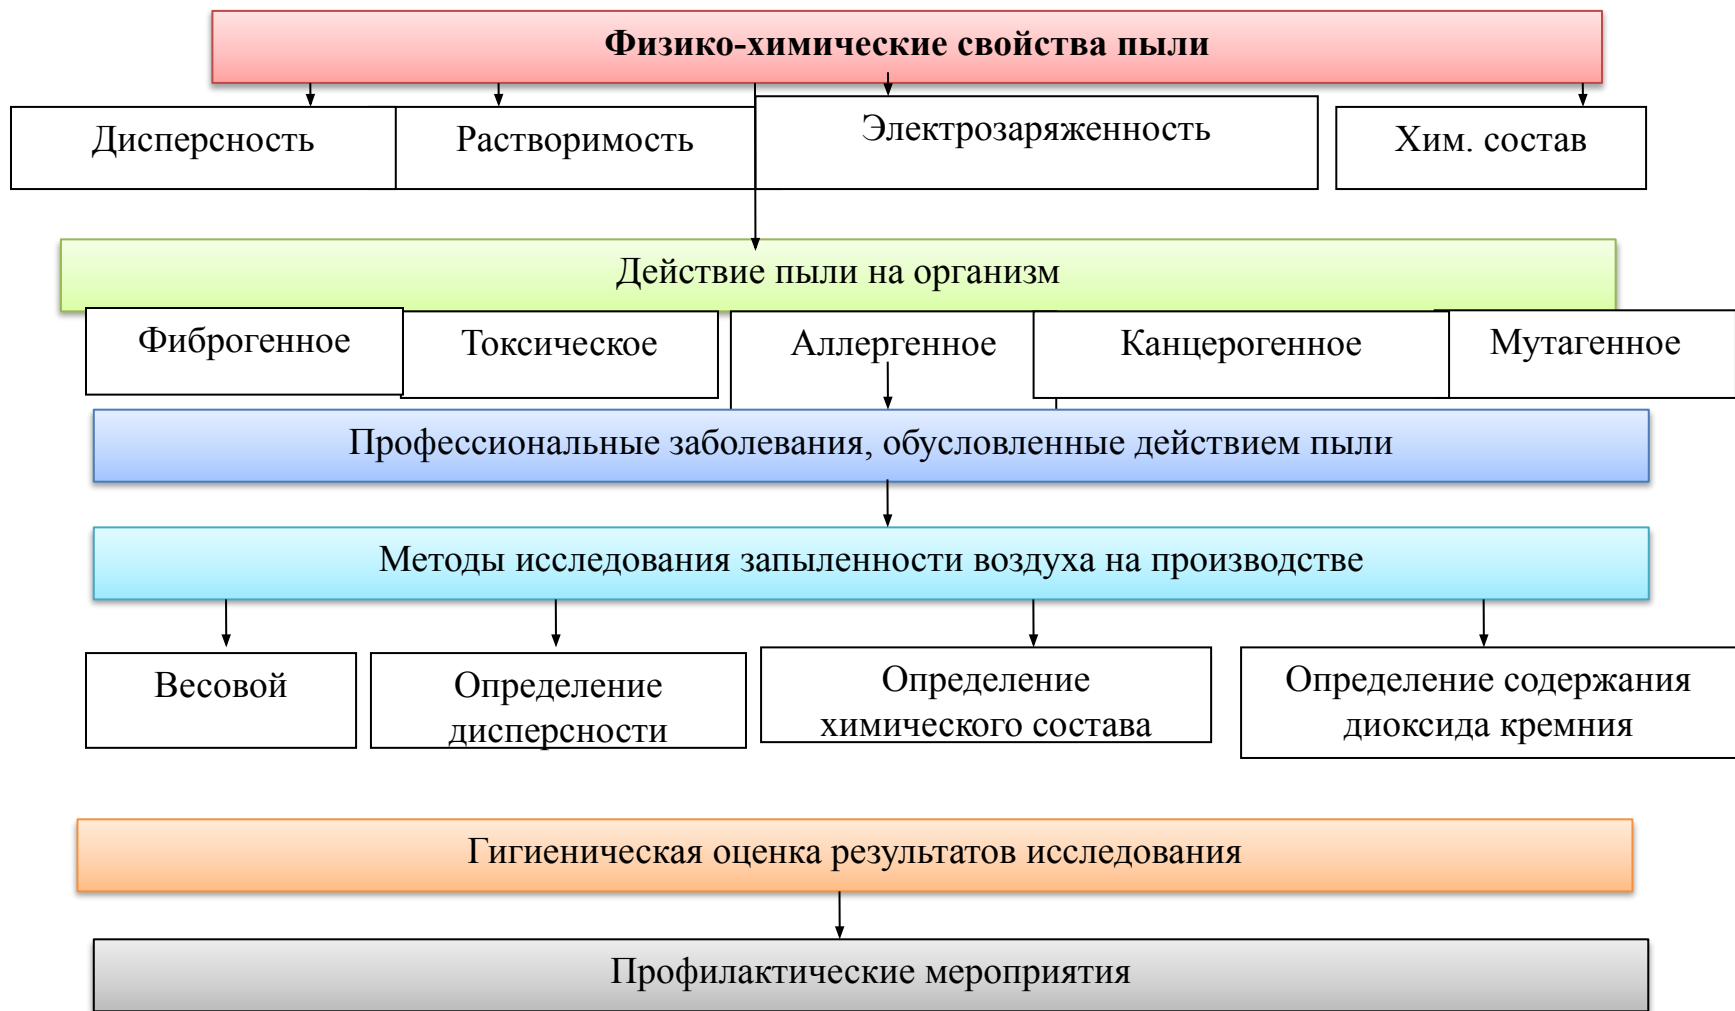 Физико-химические свойства пыли
Дисперсность
Растворимость
Электрозаряженность
Хим. состав
Действие пыли на организм
Фиброгенное
Токсическое
Аллергенное
Канцерогенное
Мутагенное
Профессиональные заболевания, обусловленные действием пыли
Методы исследования запыленности воздуха на производстве
Весовой
Определение
дисперсности
Определение
химического состава
Определение содержания
диоксида кремния
Гигиеническая оценка результатов исследования
Профилактические мероприятия